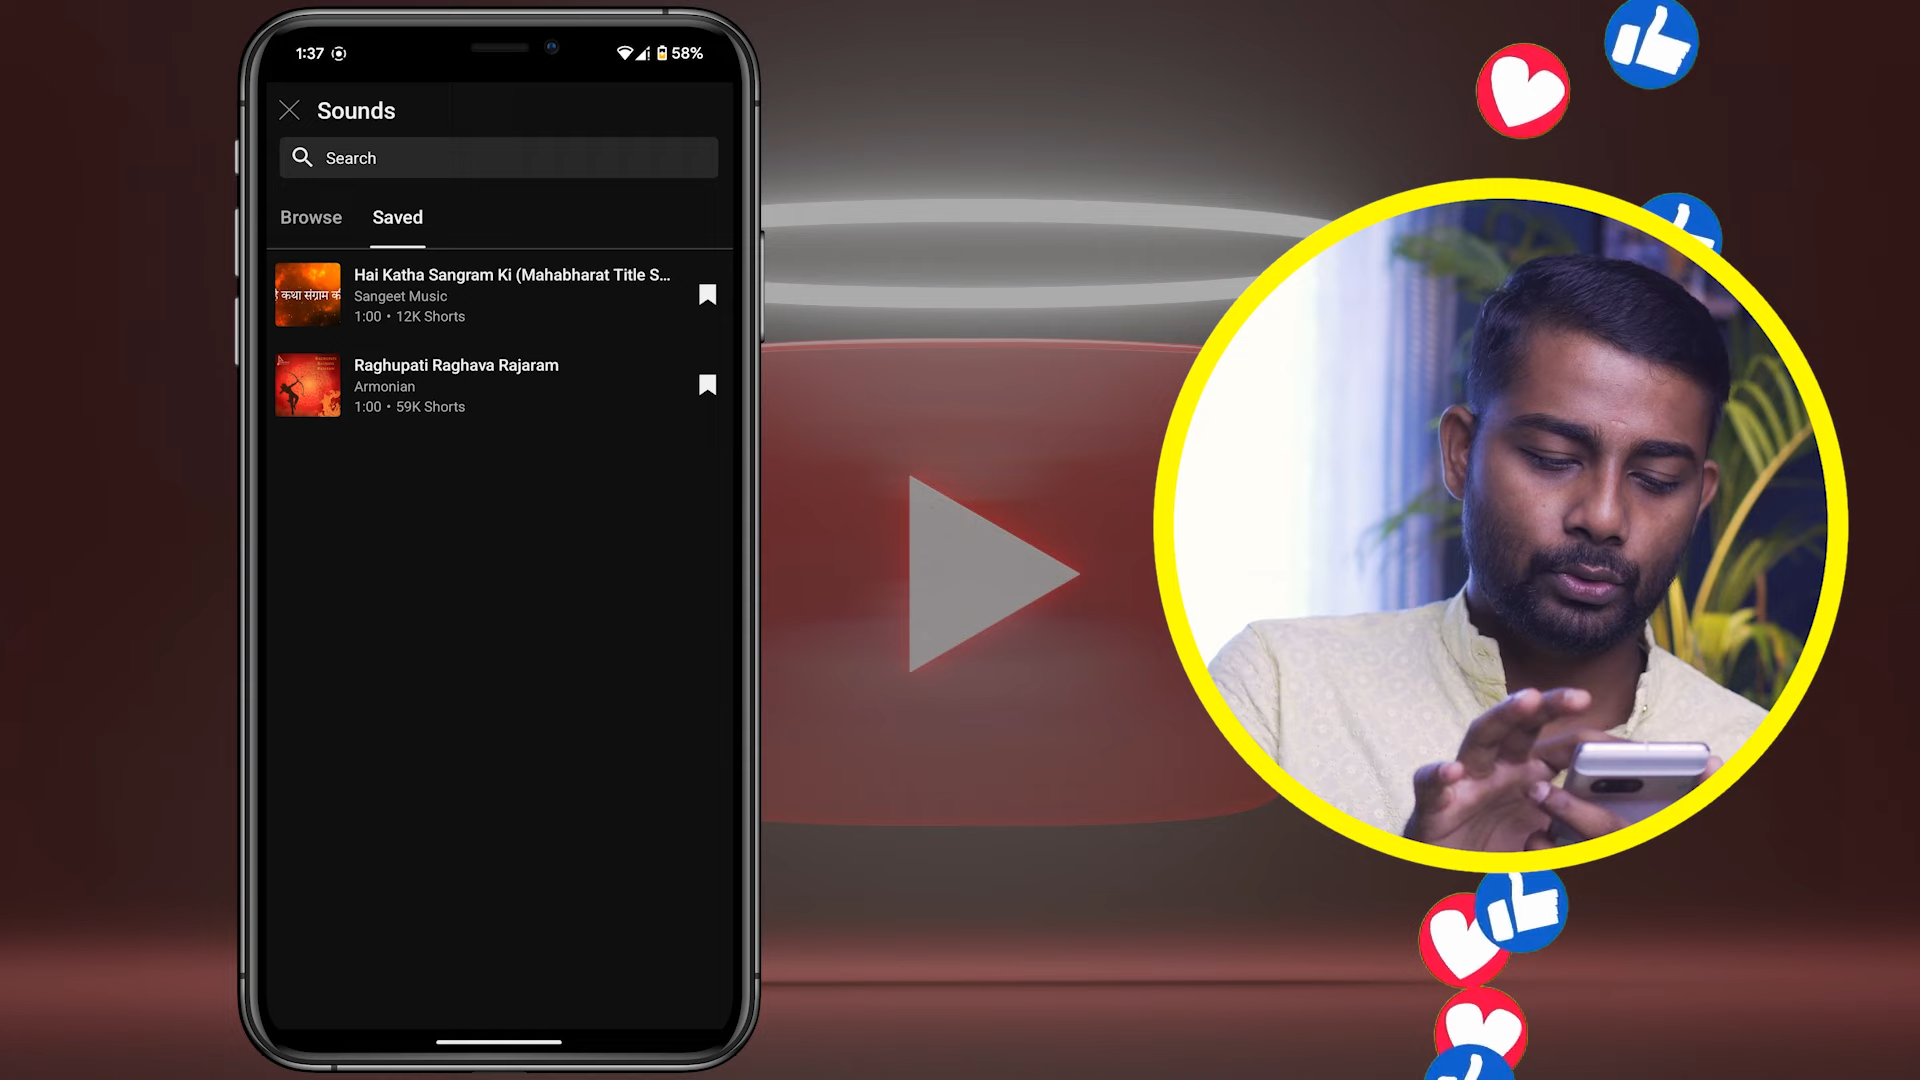 1:37
58%
Sounds
Search
Browse
Saved
Hai Katha Sangram Ki (Mahabharat Title S...
Sangeet Music
1:00 • 12K Shorts
है कथा संग्राम की
Raghupati Raghava Rajaram
Armonian
1:00 • 59K Shorts